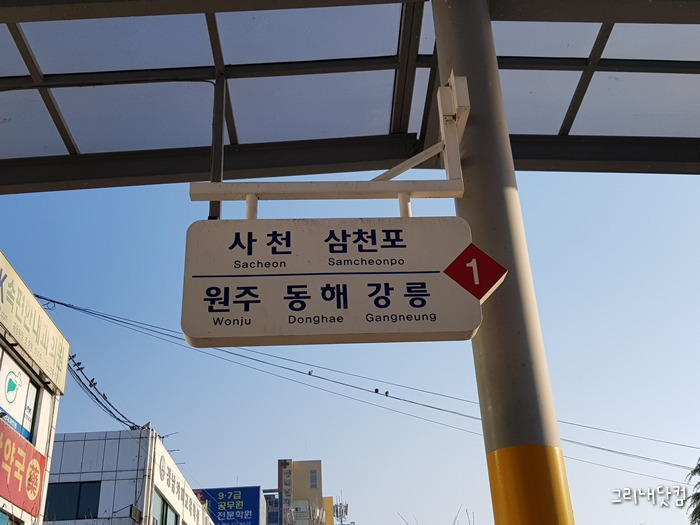 사천 삼천포
Sacheon Samcheonpo
1
원주 동해 강릉
Wonju Donghae Gangneung
9·7급
공무원
전문학원
그리내닷컴